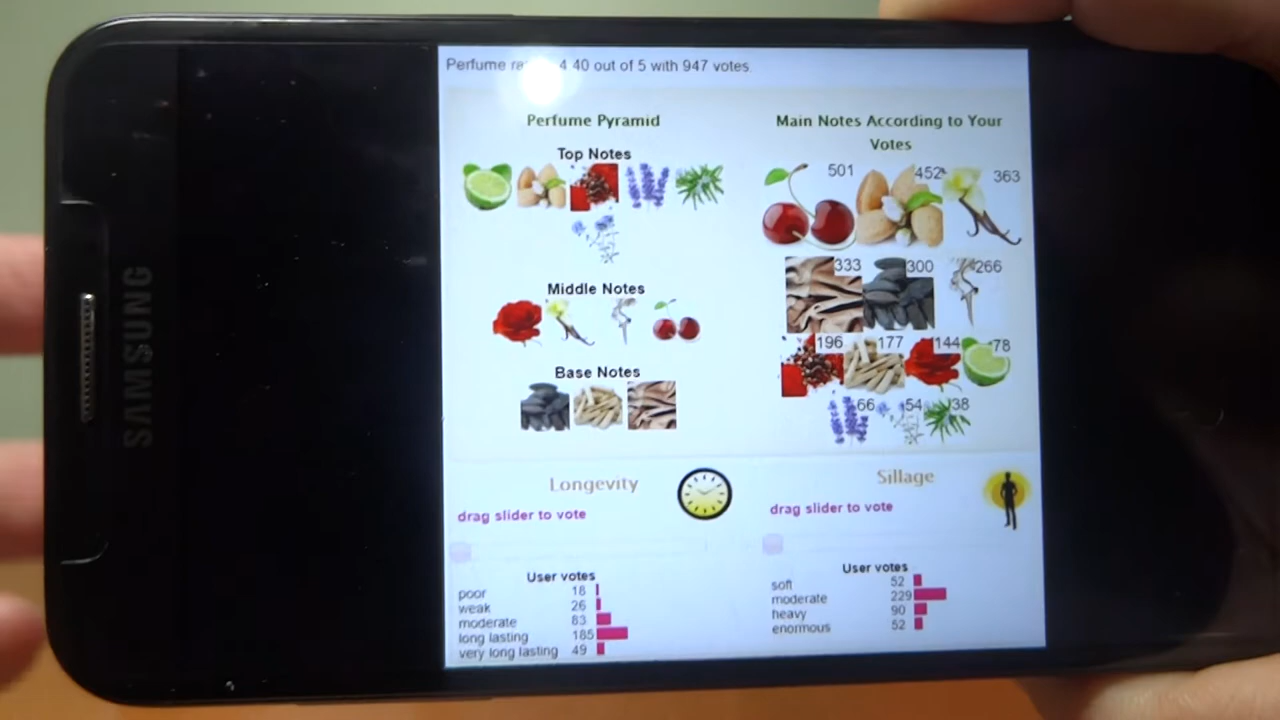 SAMSUNG
Perfume 4.40 out of 5 with 947 votes.
Perfume Pyramid
Top Notes
Middle Notes
Base Notes
Main Notes According to Your
Votes
501 452 363
333 300 266
196 177 144 78
66 54 38
Longevity
drag slider to vote
User votes
poor 18
weak 26
moderate 83
long lasting 185
very long lasting 49
Sillage
drag slider to vote
User votes
soft 52
moderate 229
heavy 90
enormous 52